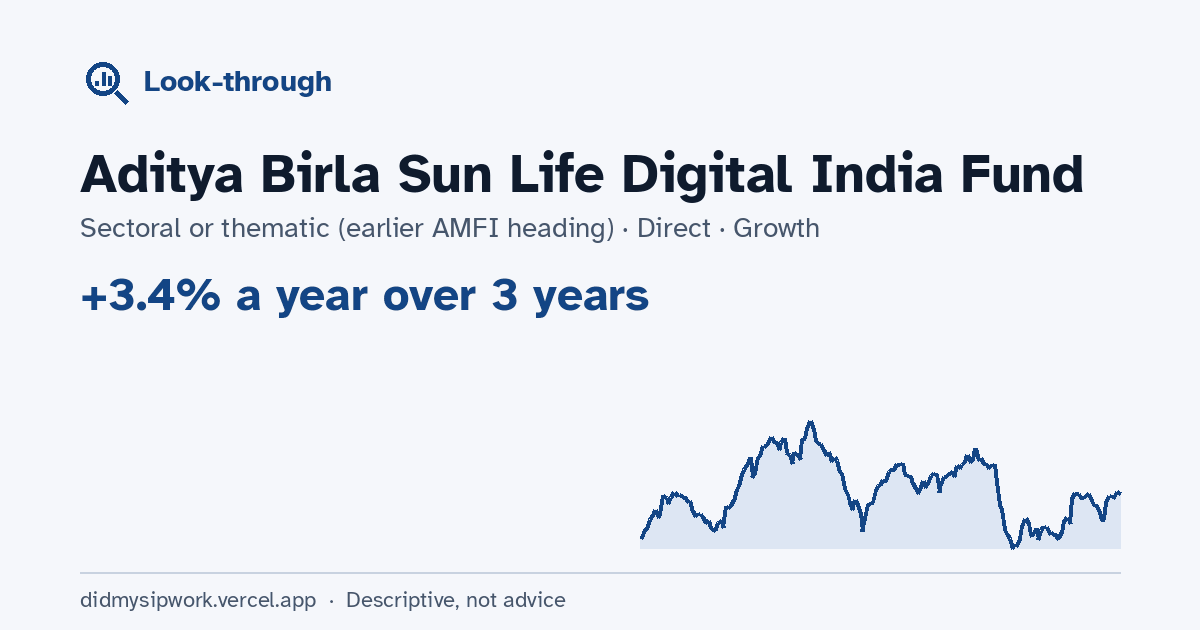 Look-through
Aditya Birla Sun Life Digital India Fund
Sectoral or thematic (earlier AMFI heading) · Direct · Growth
+3.4% a year over 3 years
didmysipwork.vercel.app · Descriptive, not advice